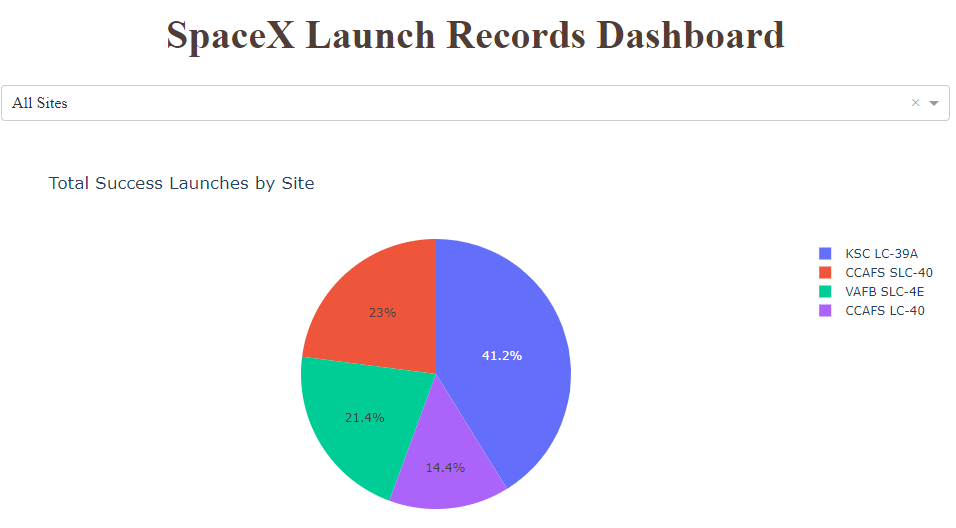 SpaceX Launch Records Dashboard
All Sites
Total Success Launches by Site
KSC LC-39A
CCAFS SLC-40
VAFB SLC-4E
CCAFS LC-40
23%
41.2%
21.4%
14.4%